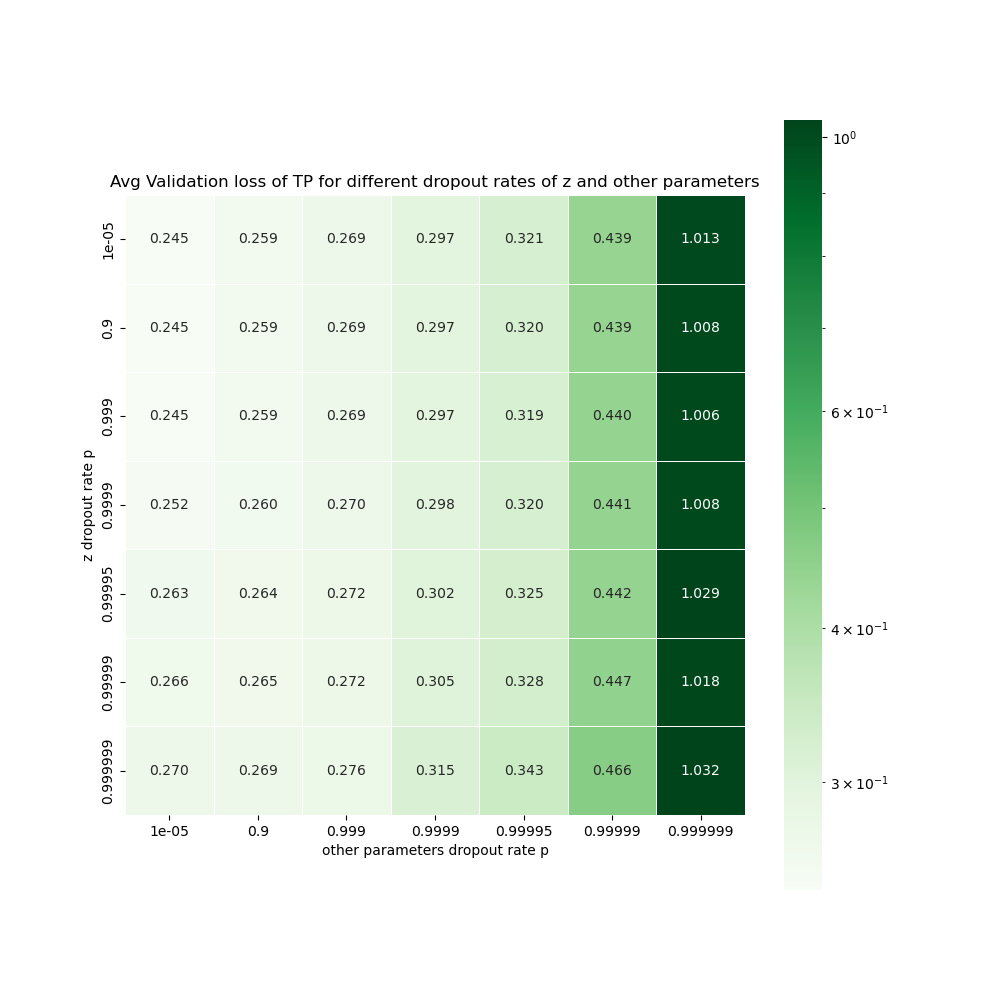 Avg Validation loss of TP for different dropout rates of z and other parameters
z dropout rate p
1e-05 0.245 0.259 0.269 0.297 0.321 0.439 1.013
0.9 0.245 0.259 0.269 0.297 0.320 0.439 1.008
0.999 0.245 0.259 0.269 0.297 0.319 0.440 1.006
0.9999 0.252 0.260 0.270 0.298 0.320 0.441 1.008
0.99995 0.263 0.264 0.272 0.302 0.325 0.442 1.029
0.99999 0.266 0.265 0.272 0.305 0.328 0.447 1.018
0.999999 0.270 0.269 0.276 0.315 0.343 0.466 1.032
1e-05 0.9 0.999 0.9999 0.99995 0.99999 0.999999
other parameters dropout rate p
10⁰
6 × 10⁻¹
4 × 10⁻¹
3 × 10⁻¹